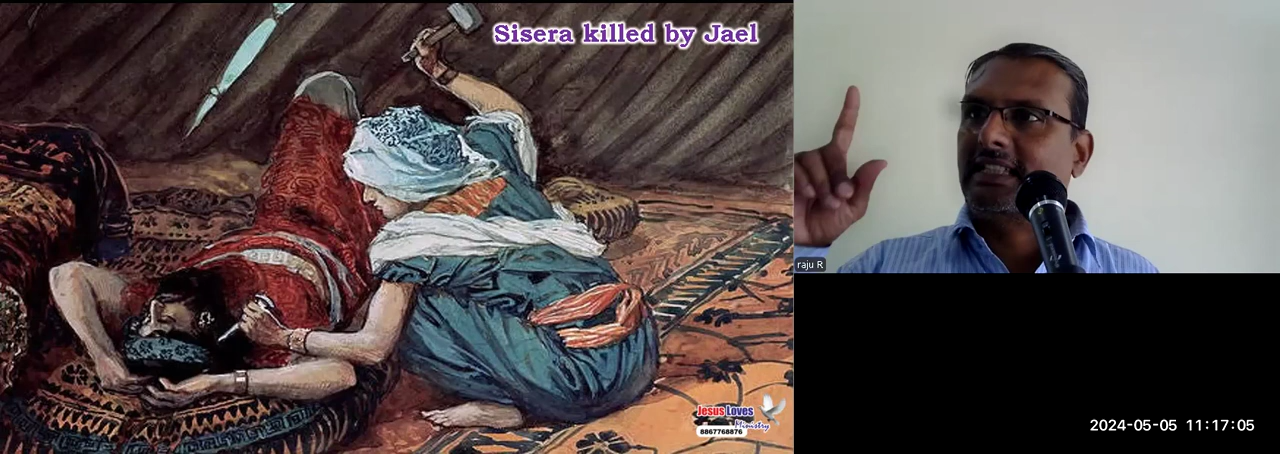 Sisera killed by Jael
raju R
Jesus Loves
Ministry
8867768876
2024-05-05 11:17:05